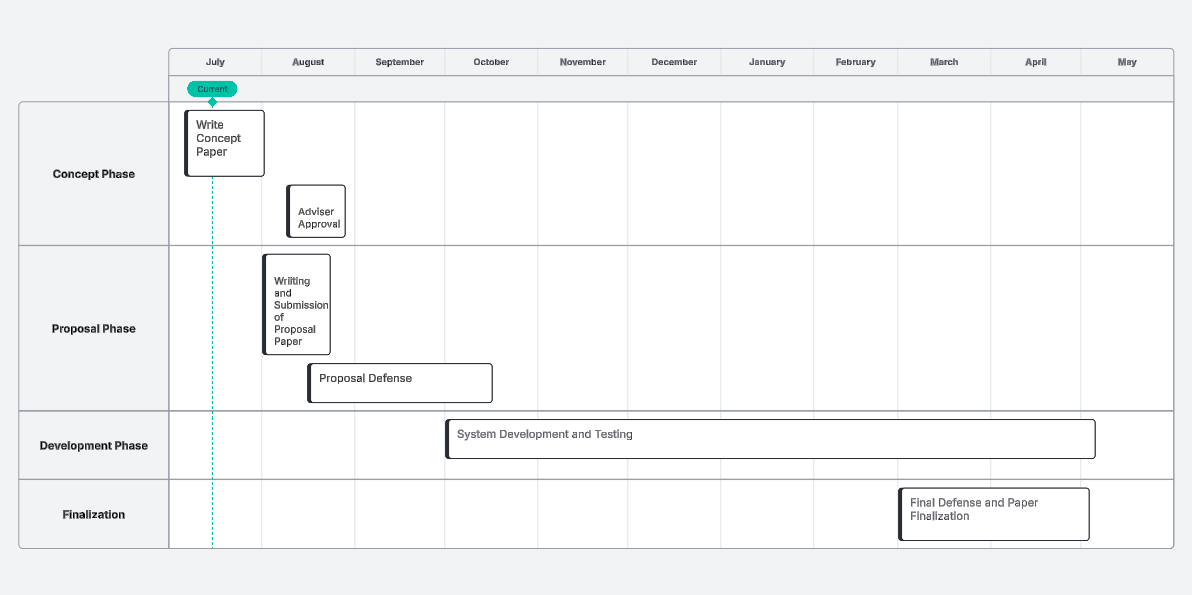 July August September October November December January February March April May
Current
Concept Phase
Write
Concept
Paper
Adviser
Approval
Proposal Phase
Wriiting
and
Submission
of
Proposal
Paper
Proposal Defense
Development Phase
System Development and Testing
Finalization
Final Defense and Paper
Finalization